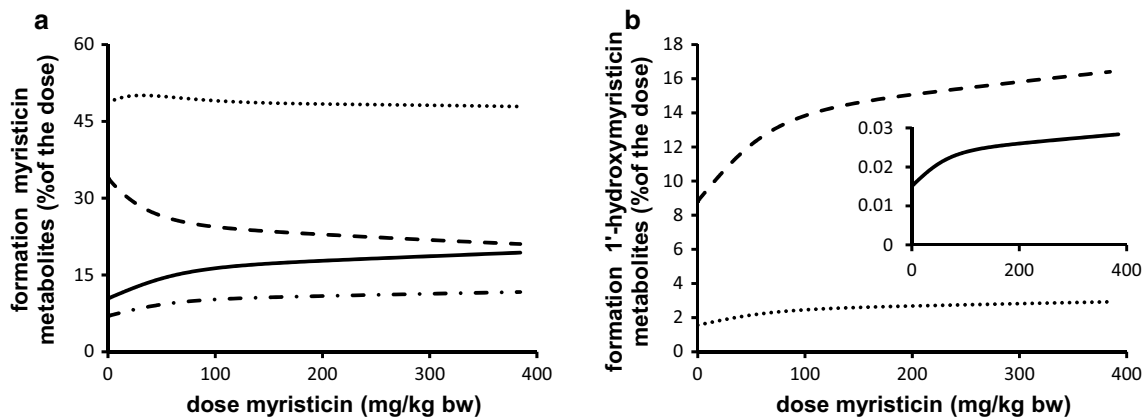 a
formation myristicin
metabolites (%of the dose)
60
45
30
15
0
0 100 200 300 400
dose myristicin (mg/kg bw)
b
formation 1'-hydroxymyristicin
metabolites (%of the dose)
18
16
14
12
10
8
6
4
2
0
0 100 200 300 400
dose myristicin (mg/kg bw)
0.03
0.02
0.01
0
0 200 400